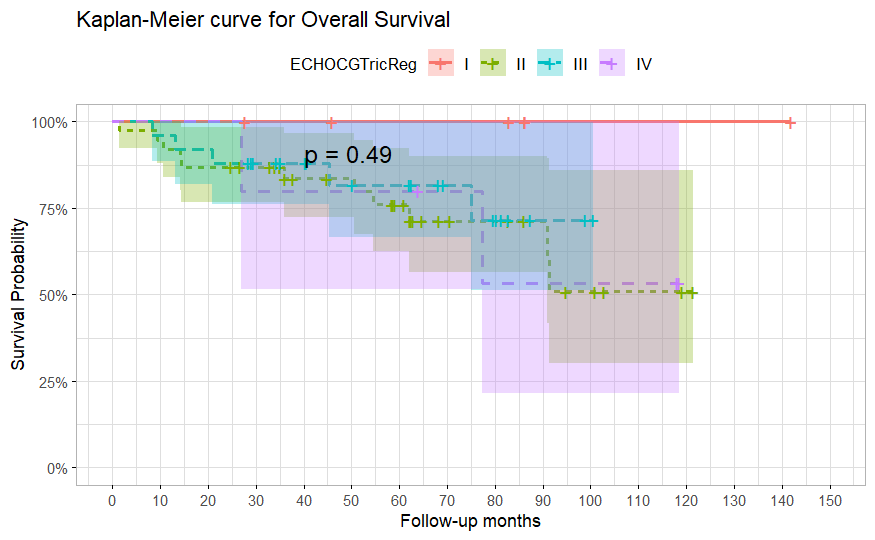 Kaplan-Meier curve for Overall Survival
ECHOCGTricReg I II III IV
100%
p = 0.49
75%
50%
25%
0%
Survival Probability
0 10 20 30 40 50 60 70 80 90 100 110 120 130 140 150
Follow-up months